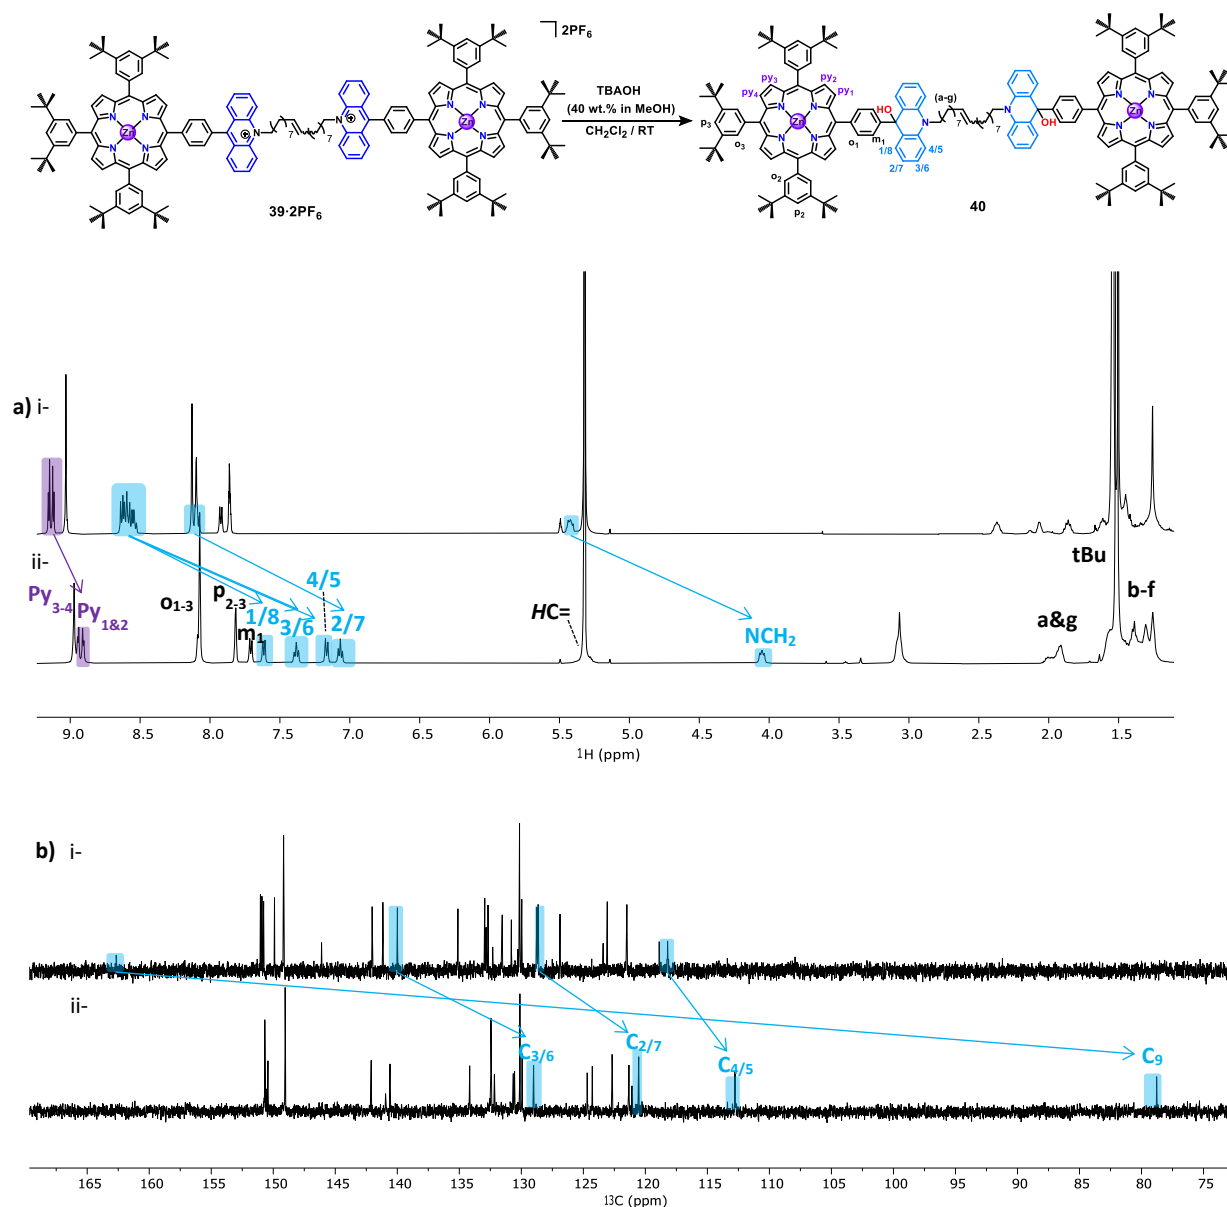 2PF6
TBAOH
(40 wt.% in MeOH)
CH2Cl2 / RT
N N N N Zn
N
7
7
N
N N N N Zn
39·2PF6
py3 py2
py4 py1
p3
o3
N N N N Zn
o2
p2
o1
m1
HO
N
1/8
4/5
2/7 3/6
(a-g)
7
7
N
OH
N N N N Zn
40
a) i-
ii-
Py3-4
Py1&2
o1-3
p2-3
m1
1/8
3/6
4/5
2/7
HC=
NCH2
a&g
tBu
b-f
9.0 8.5 8.0 7.5 7.0 6.5 6.0 5.5 5.0 4.5 4.0 3.5 3.0 2.5 2.0 1.5
1H (ppm)
b) i-
ii-
C3/6
C2/7
C4/5
C9
165 160 155 150 145 140 135 130 125 120 115 110 105 100 95 90 85 80 75
13C (ppm)